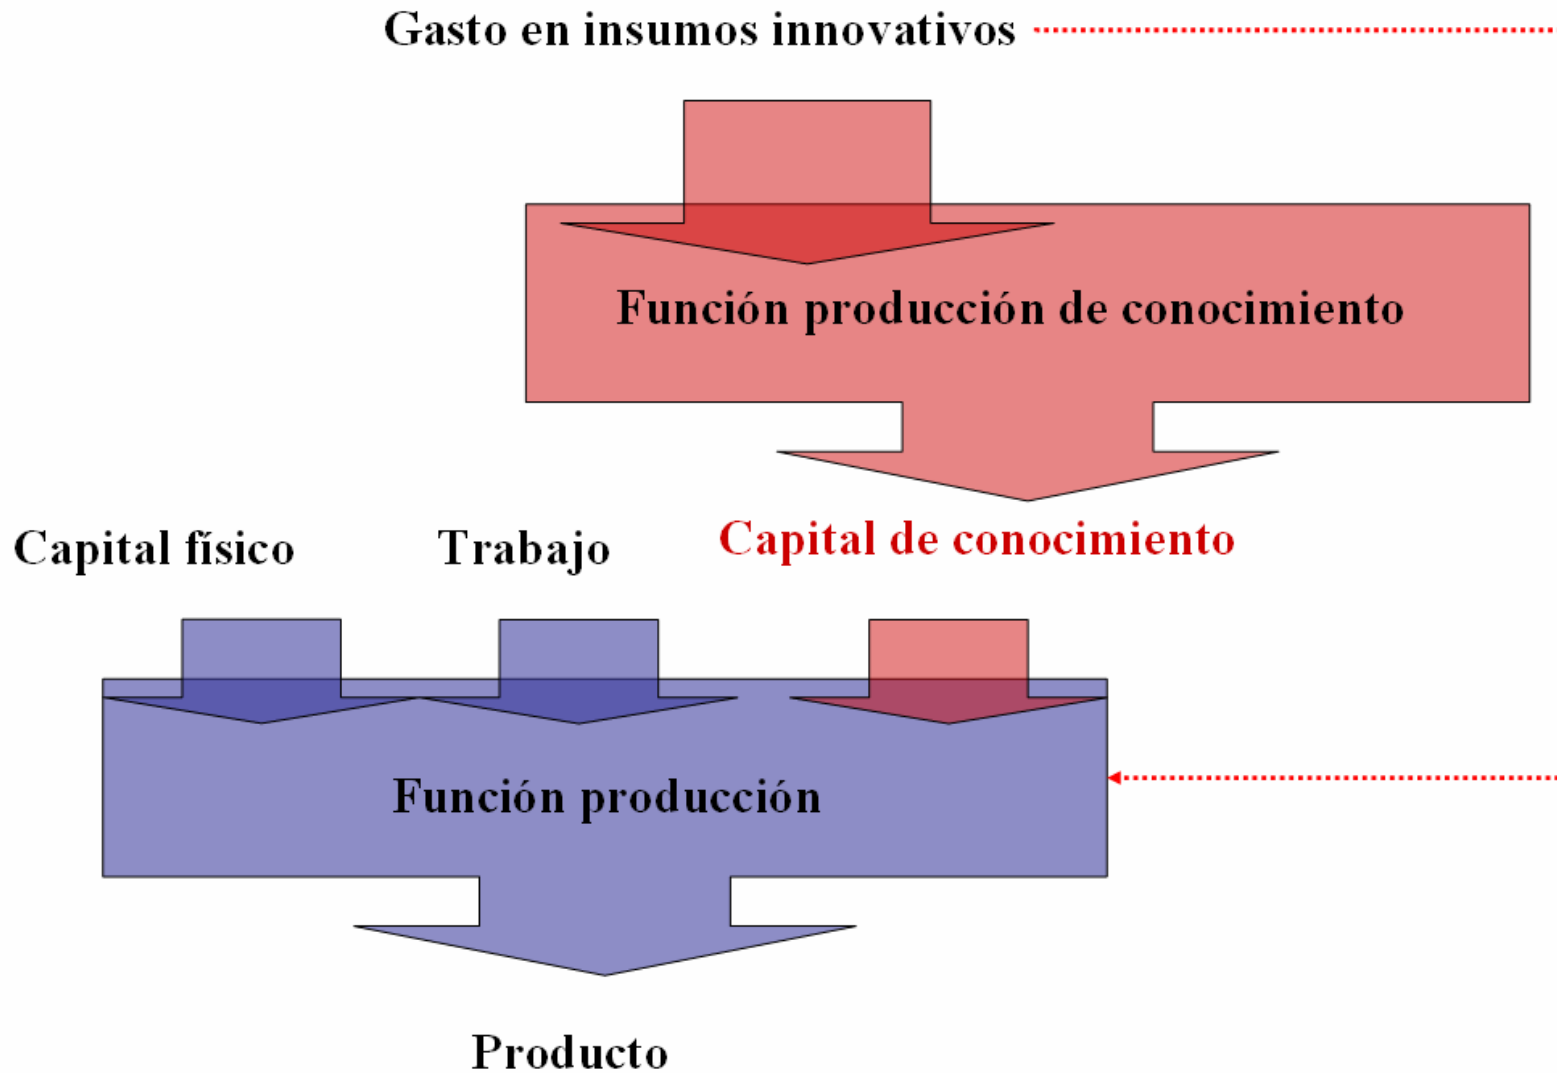 Gasto en insumos innovativos
Función producción de conocimiento
Capital físico
Trabajo
Capital de conocimiento
Función producción
Producto